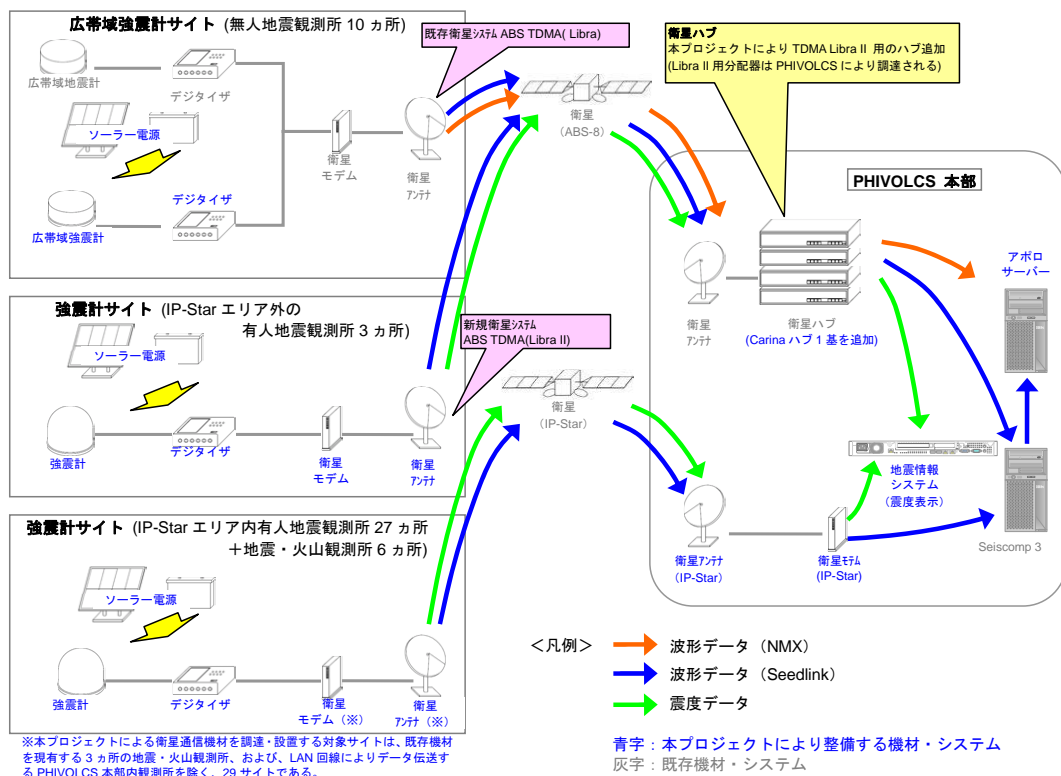 広帯域強震計サイト (無人地震観測所 10 ヵ所)
広帯域地震計
デジタイザ
ソーラー電源
デジタイザ
広帯域強震計
衛星
モデム
衛星
アンテナ
既存衛星ｼｽﾃﾑ ABS TDMA( Libra)
衛星
(ABS-8)
衛星ハブ
本プロジェクトにより TDMA Libra II 用のハブ追加
(Libra II 用分配器は PHIVOLCS により調達される)
PHIVOLCS 本部
衛星
アンテナ
衛星ハブ
(Carina ハブ 1 基を追加)
アポロ
サーバー
地震情報
システム
(震度表示)
Seiscomp 3
衛星ｱﾝﾃﾅ
(IP-Star)
衛星ﾓﾃﾑ
(IP-Star)
強震計サイト (IP-Star エリア外の
有人地震観測所 3 ヵ所)
ソーラー電源
強震計
デジタイザ
衛星
モデム
衛星
アンテナ
新規衛星ｼｽﾃﾑ
ABS TDMA(Libra II)
衛星
(IP-Star)
強震計サイト (IP-Star エリア内有人地震観測所 27 ヵ所
＋地震・火山観測所 6 ヵ所)
ソーラー電源
強震計
デジタイザ
衛星
モデム（※）
衛星
ｱﾝﾃﾅ（※）
※本プロジェクトによる衛星通信機材を調達・設置する対象サイトは、既存機材
を現有する 3 ヵ所の地震・火山観測所、および、LAN 回線によりデータ伝送す
る PHIVOLCS 本部内観測所を除く、29 サイトである。
＜凡例＞
波形データ（NMX）
波形データ（Seedlink）
震度データ
青字：本プロジェクトにより整備する機材・システム
灰字：既存機材・システム